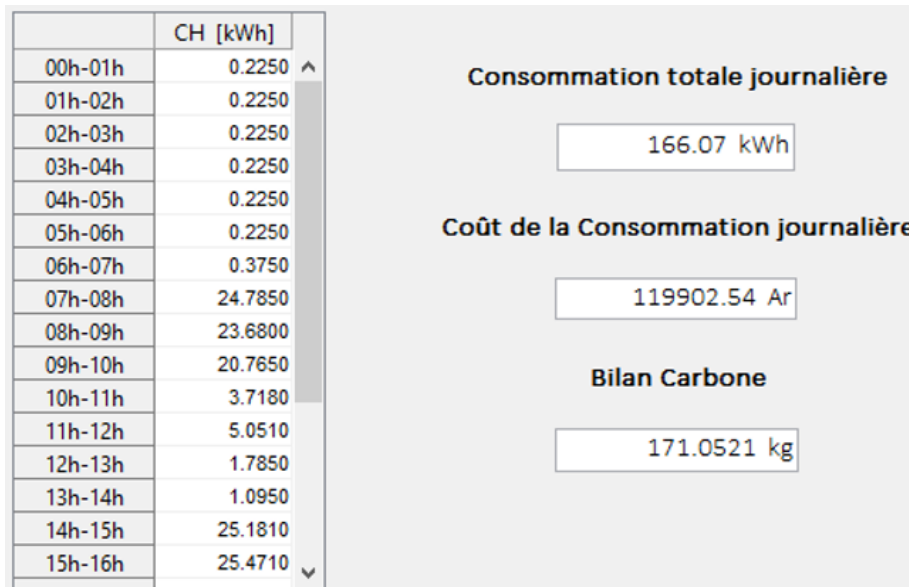 CH [kWh]
00h-01h 0.2250
01h-02h 0.2250
02h-03h 0.2250
03h-04h 0.2250
04h-05h 0.2250
05h-06h 0.2250
06h-07h 0.3750
07h-08h 24.7850
08h-09h 23.6800
09h-10h 20.7650
10h-11h 3.7180
11h-12h 5.0510
12h-13h 1.7850
13h-14h 1.0950
14h-15h 25.1810
15h-16h 25.4710
Consommation totale journalière
166.07 kWh
Coût de la Consommation journalière
119902.54 Ar
Bilan Carbone
171.0521 kg